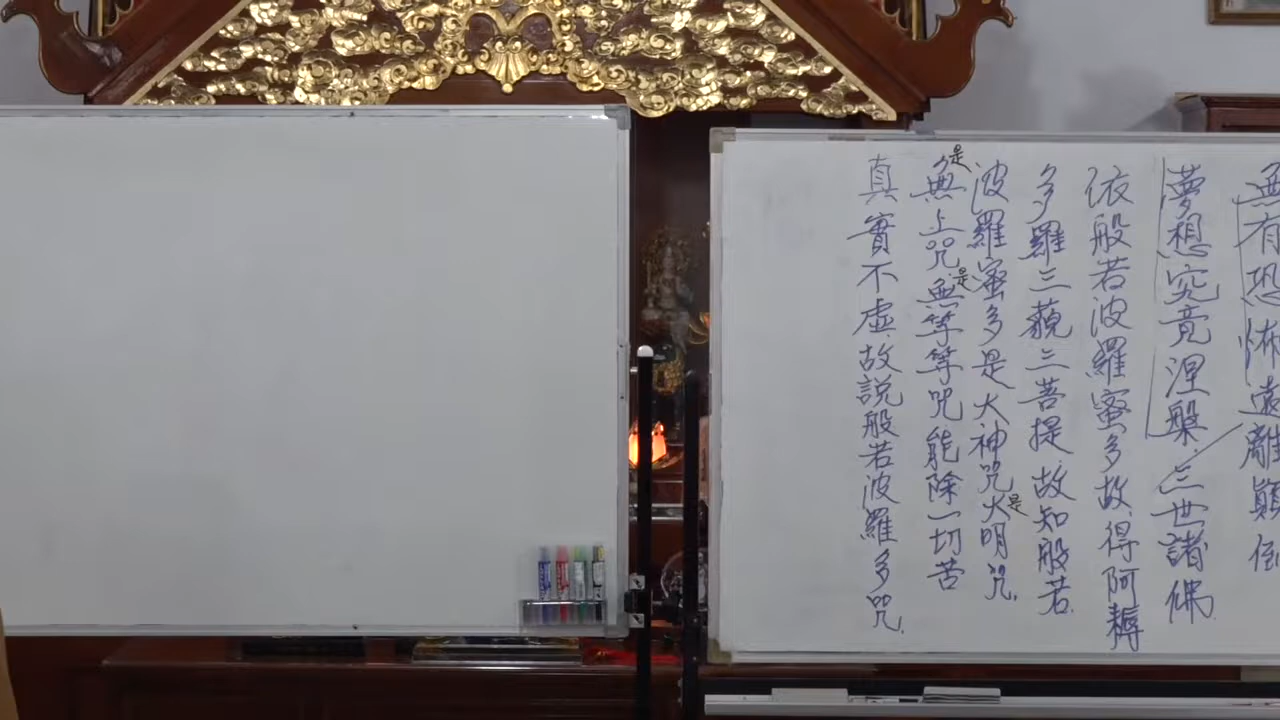 無有恐怖遠離顛倒
夢想究竟涅槃三世諸佛
依般若波羅蜜多故得阿耨
多羅三藐三菩提故知般若
波羅蜜多是大神咒是大明咒
是無上咒是無等等咒能除一切苦
真實不虛故說般若波羅多咒